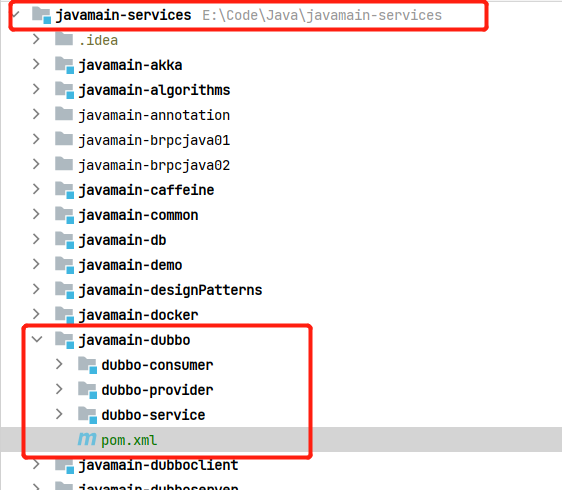 javamain-services E:\Code\Java\javamain-services
.idea
javamain-akka
javamain-algorithms
javamain-annotation
javamain-brpcjava01
javamain-brpcjava02
javamain-caffeine
javamain-common
javamain-db
javamain-demo
javamain-designPatterns
javamain-docker
javamain-dubbo
dubbo-consumer
dubbo-provider
dubbo-service
m pom.xml
javamain-dubboclient
javamain-dubboserver